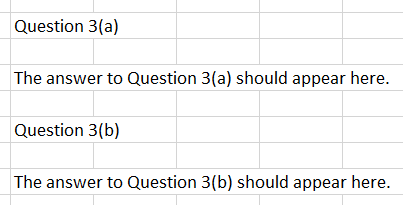 Question 3(a)
The answer to Question 3(a) should appear here.
Question 3(b)
The answer to Question 3(b) should appear here.